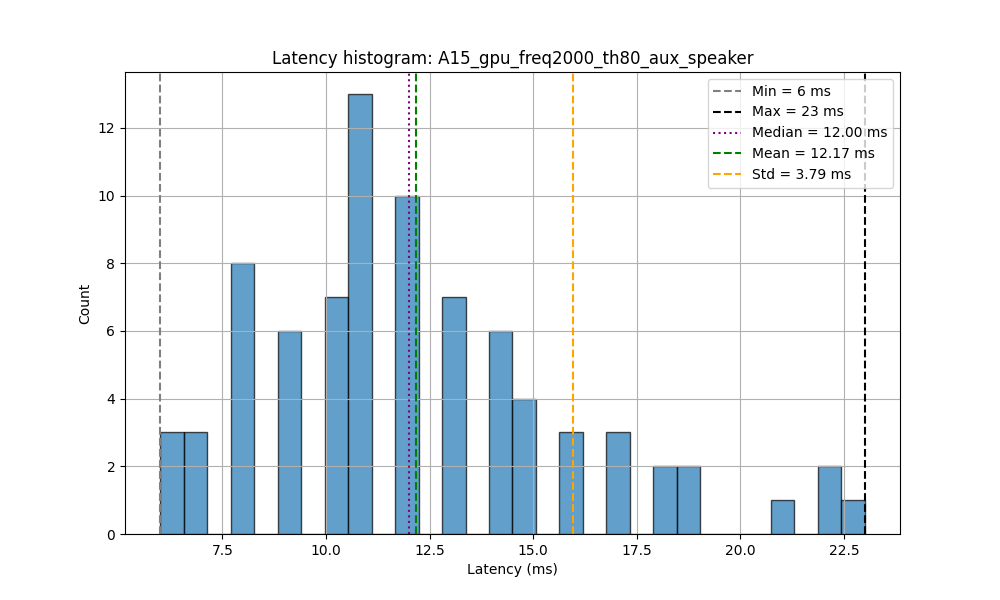 Latency histogram: A15_gpu_freq2000_th80_aux_speaker
Min = 6 ms
Max = 23 ms
Median = 12.00 ms
Mean = 12.17 ms
Std = 3.79 ms
Count
12
10
8
6
4
2
0
7.5 10.0 12.5 15.0 17.5 20.0 22.5
Latency (ms)